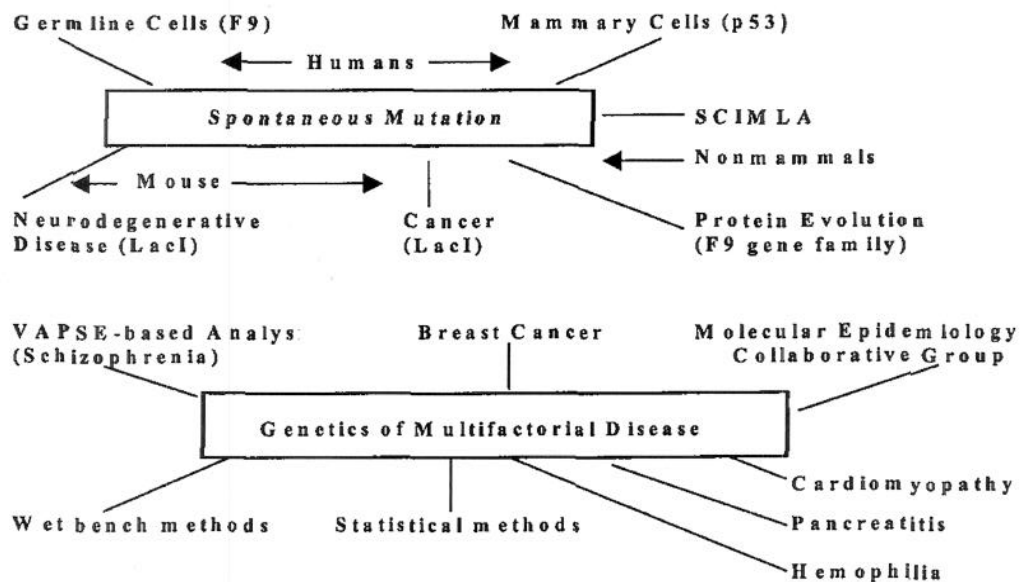 Germline Cells (F9)
Mammary Cells (p53)
Humans
Spontaneous Mutation
SCIMLA
Nonmammals
Mouse
Neurodegenerative
Disease (LacI)
Cancer
(LacI)
Protein Evolution
(F9 gene family)
VAPSE-based Analys
(Schizophrenia)
Breast Cancer
Molecular Epidemiology
Collaborative Group
Genetics of Multifactorial Disease
Cardiomyopathy
Wet bench methods
Statistical methods
Pancreatitis
Hemophilia